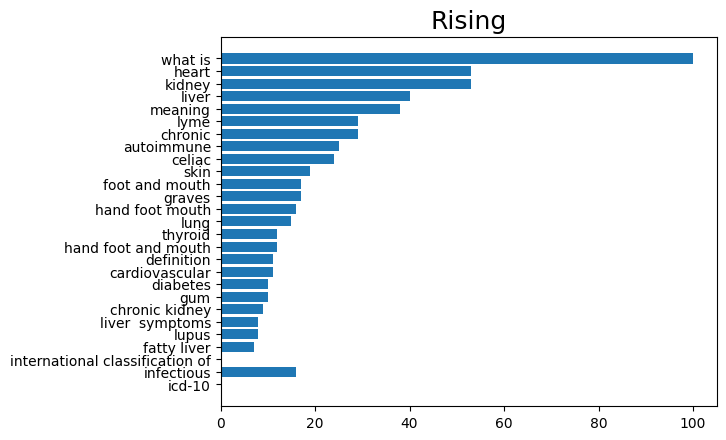 Rising
what is
heart
kidney
liver
meaning
lyme
chronic
autoimmune
celiac
skin
foot and mouth
graves
hand foot mouth
lung
thyroid
hand foot and mouth
definition
cardiovascular
diabetes
gum
chronic kidney
liver  symptoms
lupus
fatty liver
international classification of
infectious
icd-10
0 20 40 60 80 100